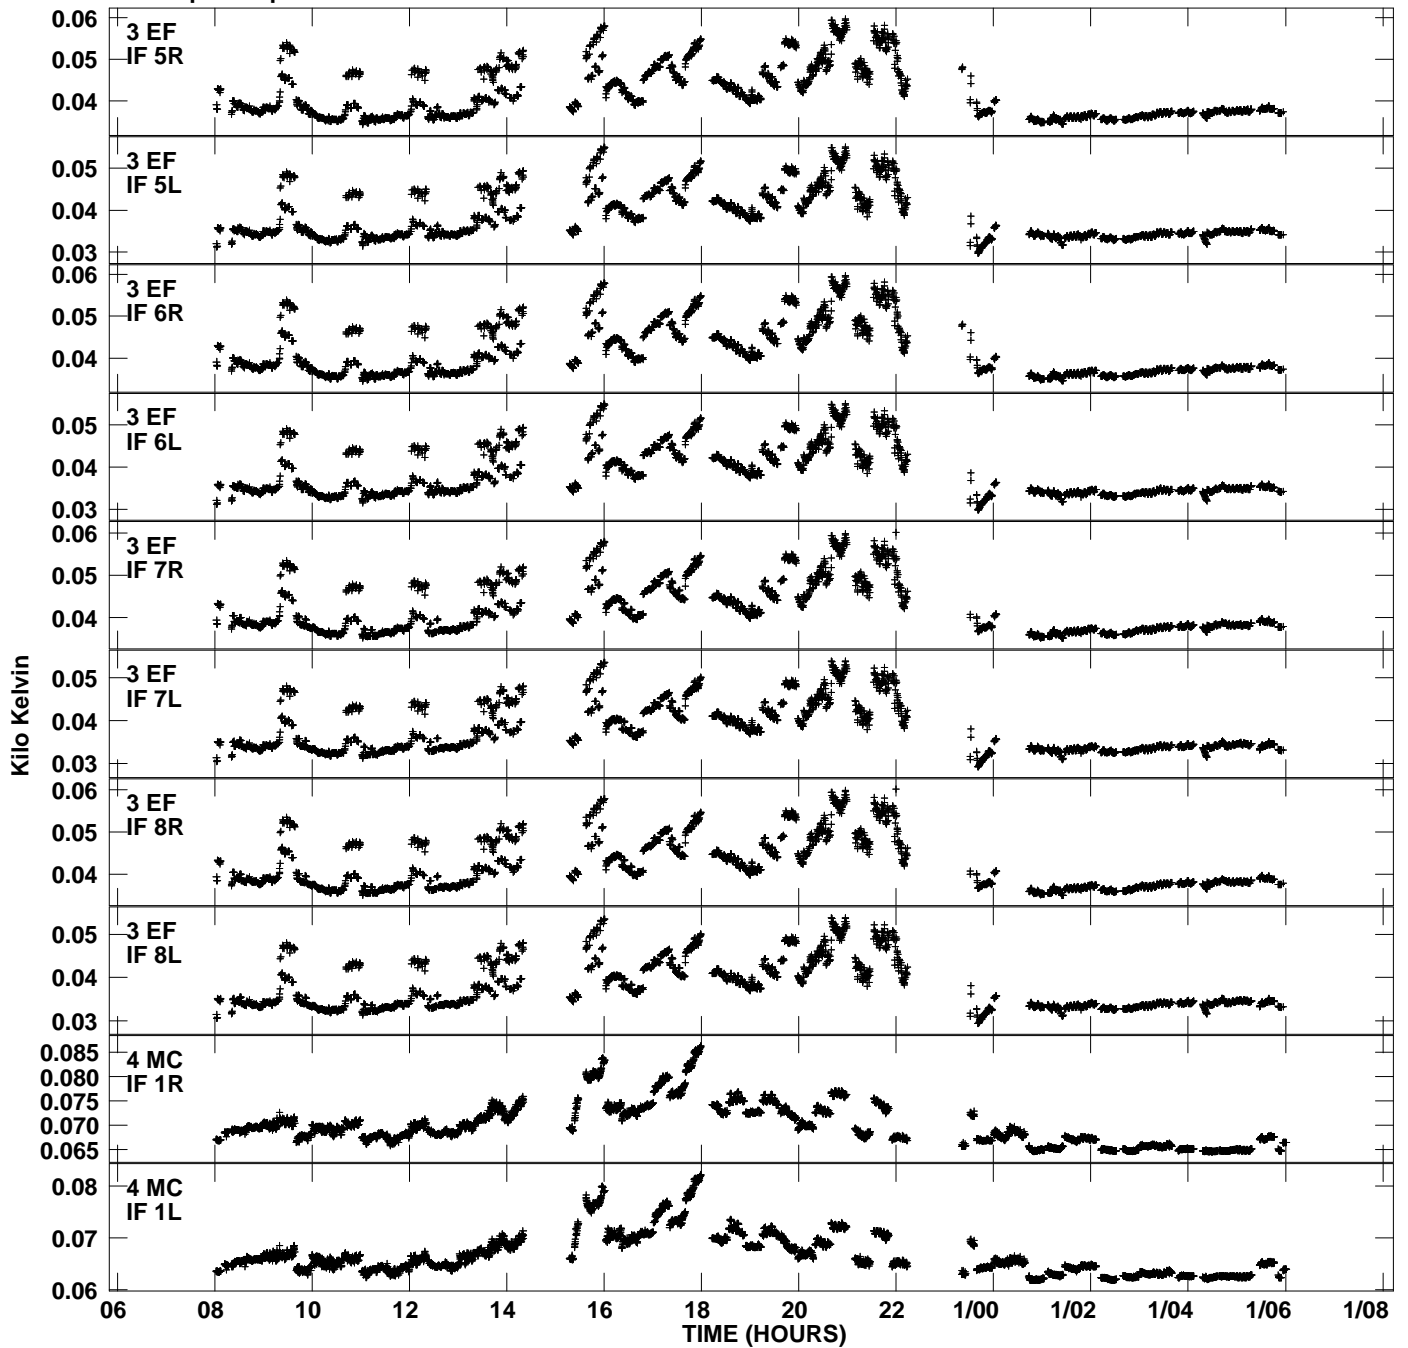 0.06
0.05
0.04
3 EF
IF 5R
0.05
0.04
0.03
3 EF
IF 5L
0.06
0.05
0.04
3 EF
IF 6R
0.05
0.04
0.03
3 EF
IF 6L
0.06
0.05
0.04
3 EF
IF 7R
0.05
0.04
0.03
3 EF
IF 7L
0.06
0.05
0.04
3 EF
IF 8R
0.05
0.04
0.03
3 EF
IF 8L
0.085
0.080
0.075
0.070
0.065
4 MC
IF 1R
0.08
0.07
0.06
4 MC
IF 1L
Kilo Kelvin
06 08 10 12 14 16 18 20 22 1/00 1/02 1/04 1/06 1/08
TIME (HOURS)